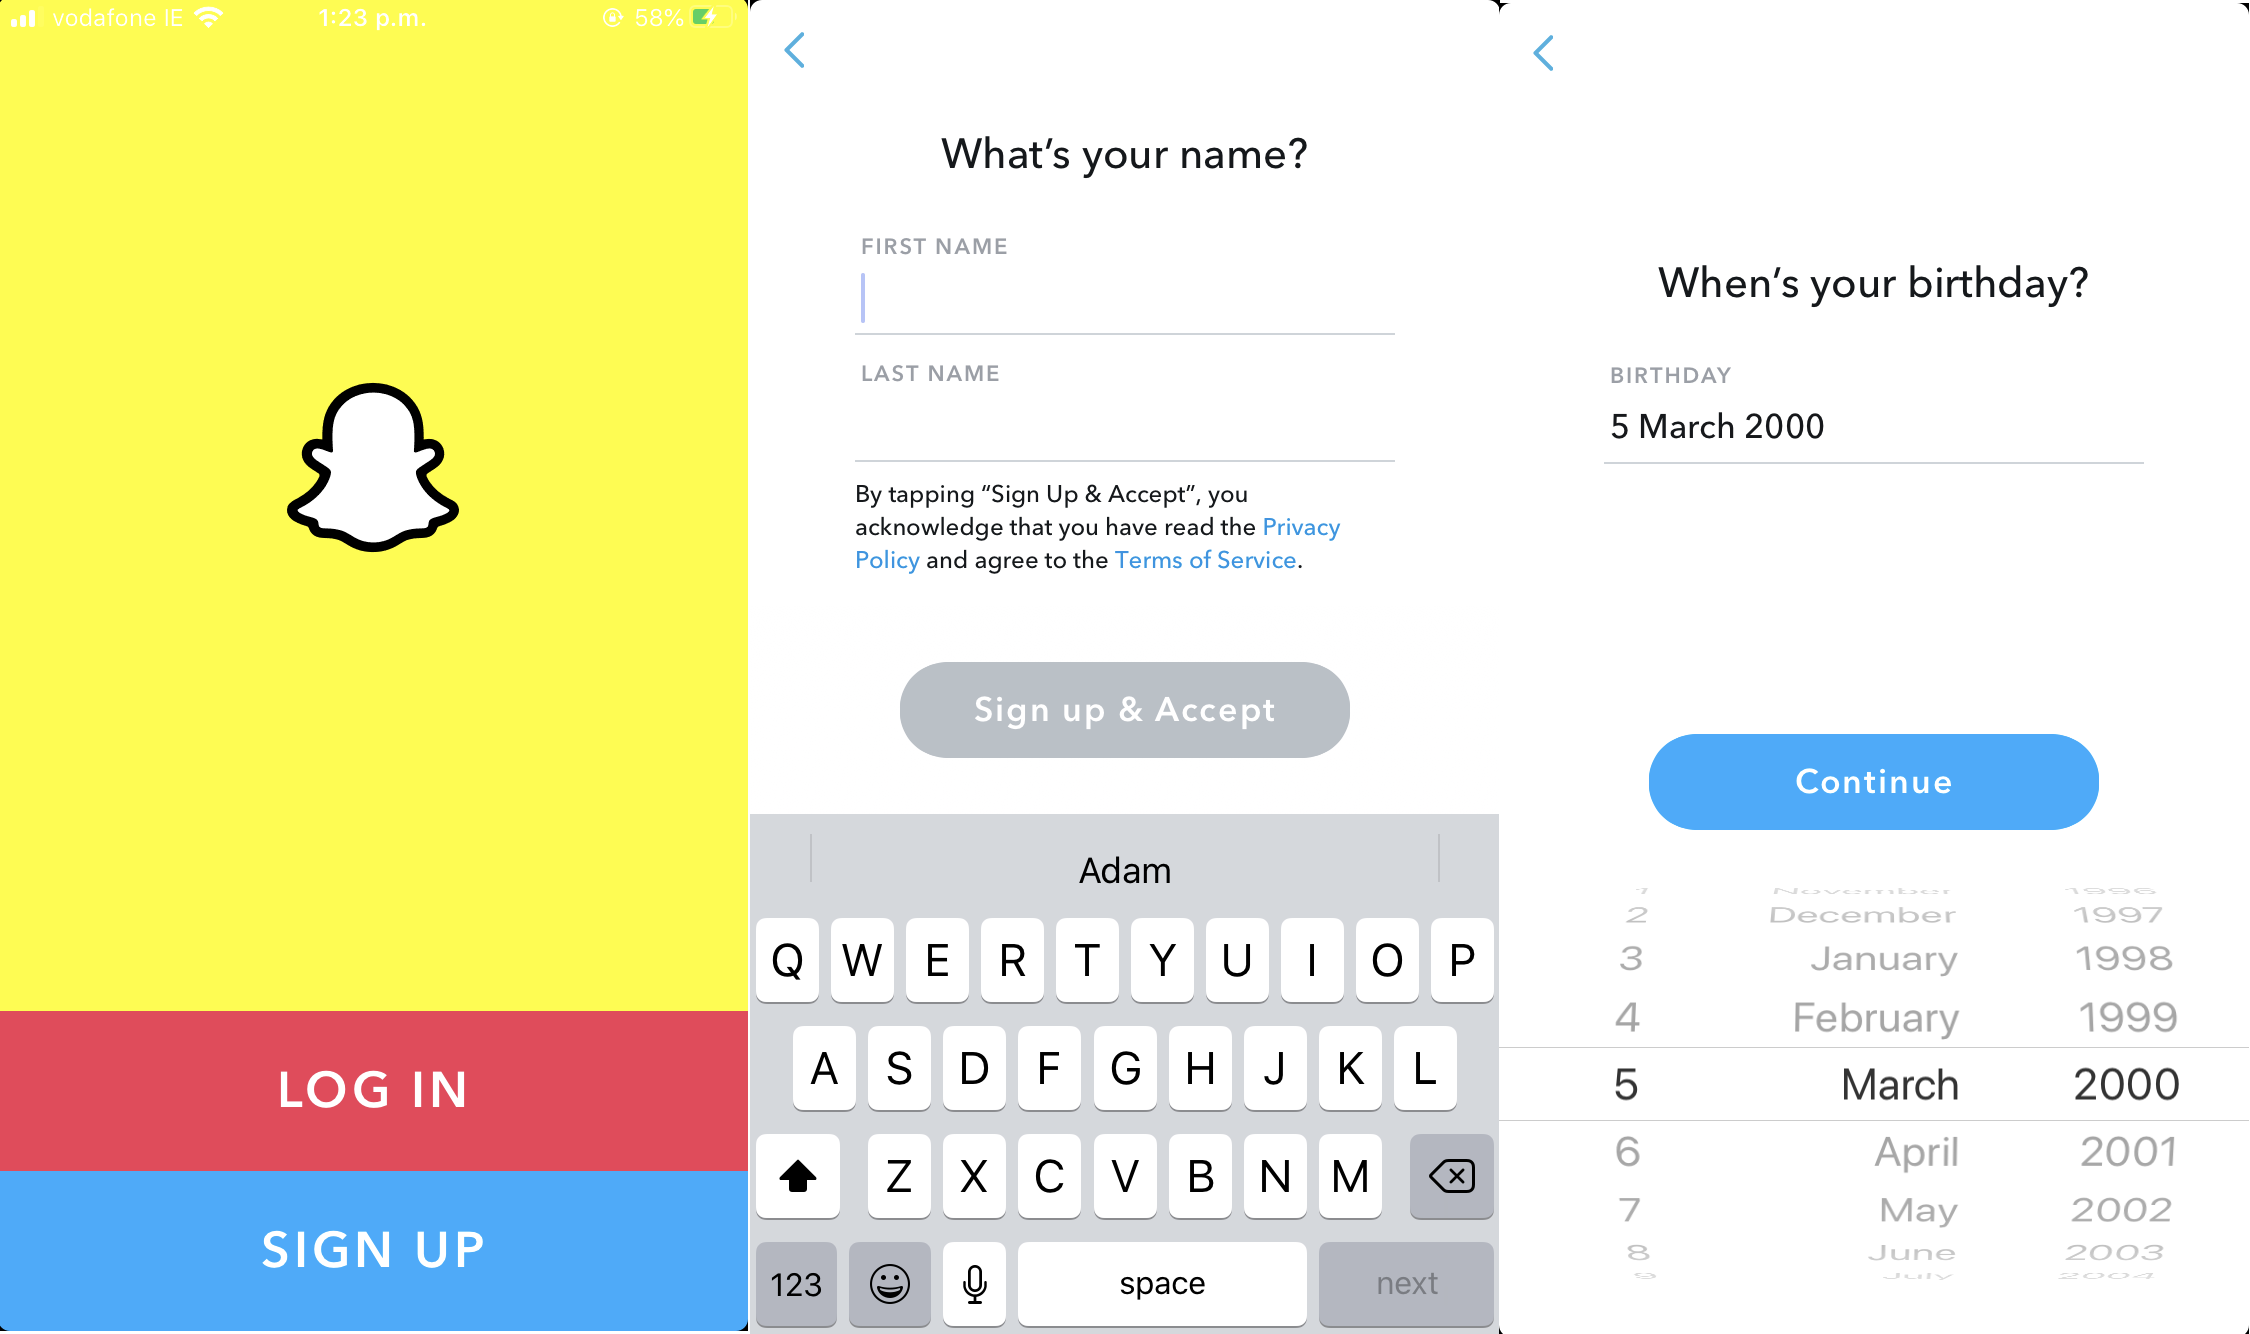 vodafone IE
1:23 p.m.
58%
LOG IN
SIGN UP
What's your name?
FIRST NAME
LAST NAME
By tapping “Sign Up & Accept”, you
acknowledge that you have read the Privacy
Policy and agree to the Terms of Service.
Sign up & Accept
Adam
Q W E R T Y U I O P
A S D F G H J K L
Z X C V B N M
123 space next
When's your birthday?
BIRTHDAY
5 March 2000
Continue
1 November 1996
2 December 1997
3 January 1998
4 February 1999
5 March 2000
6 April 2001
7 May 2002
8 June 2003
9 July 2004